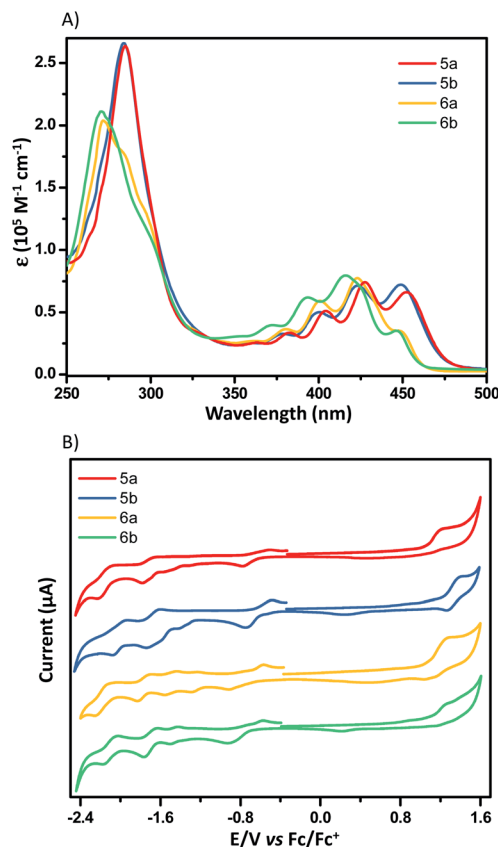 A)
ε (10⁵ M⁻¹ cm⁻¹)
2.5
2.0
1.5
1.0
0.5
0.0
5a
5b
6a
6b
250 300 350 400 450 500
Wavelength (nm)
B)
5a
5b
6a
6b
Current (μA)
-2.4 -1.6 -0.8 0.0 0.8 1.6
E/V vs Fc/Fc⁺